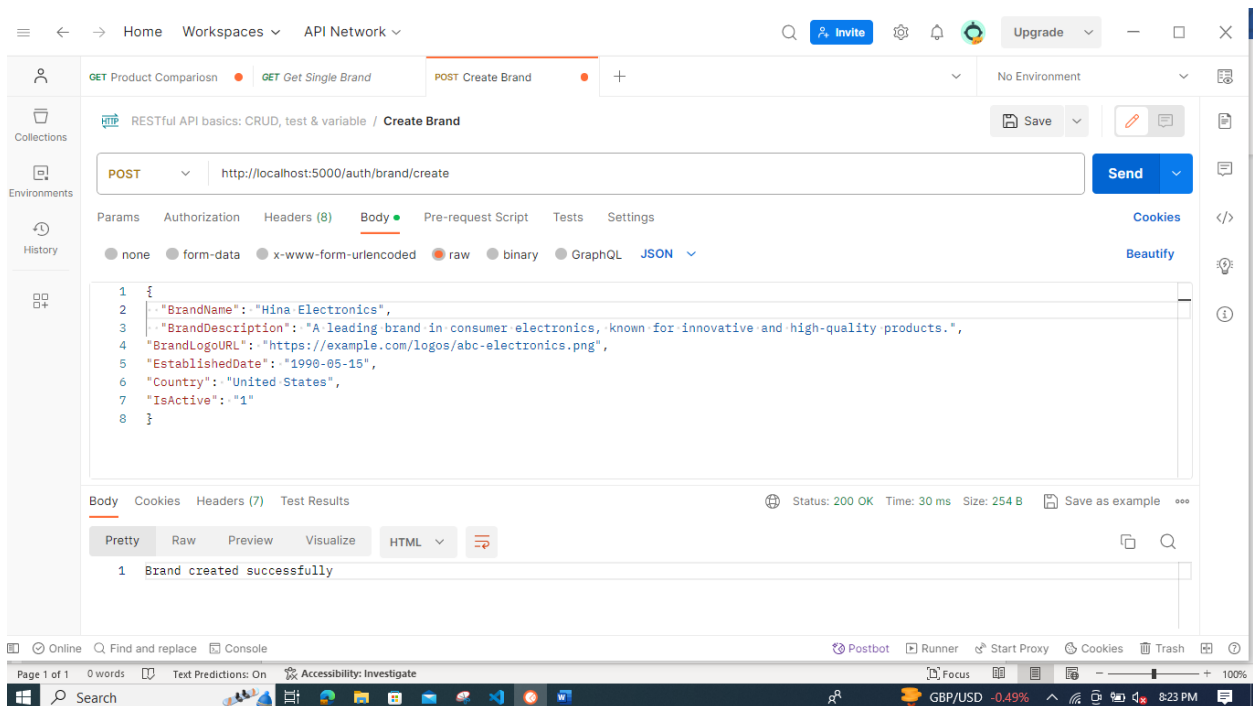 Home Workspaces API Network Invite Upgrade
GET Product Compariosn GET Get Single Brand POST Create Brand No Environment
HTTP RESTful API basics: CRUD, test & variable / Create Brand Save
Collections
POST http://localhost:5000/auth/brand/create Send
Environments
Params Authorization Headers (8) Body Pre-request Script Tests Settings Cookies
History
none form-data x-www-form-urlencoded raw binary GraphQL JSON Beautify
1 {
2 "BrandName": "Hina Electronics",
3 "BrandDescription": "A leading brand in consumer electronics, known for innovative and high-quality products.",
4 "BrandLogoURL": "https://example.com/logos/abc-electronics.png",
5 "EstablishedDate": "1990-05-15",
6 "Country": "United States",
7 "IsActive": "1"
8 }
Body Cookies Headers (7) Test Results Status: 200 OK Time: 30 ms Size: 254 B Save as example
Pretty Raw Preview Visualize HTML
1 Brand created successfully
Online Find and replace Console Postbot Runner Start Proxy Cookies Trash
Page 1 of 1 0 words Text Predictions: On Accessibility: Investigate Focus 100%
Search GBP/USD -0.49% 8:23 PM